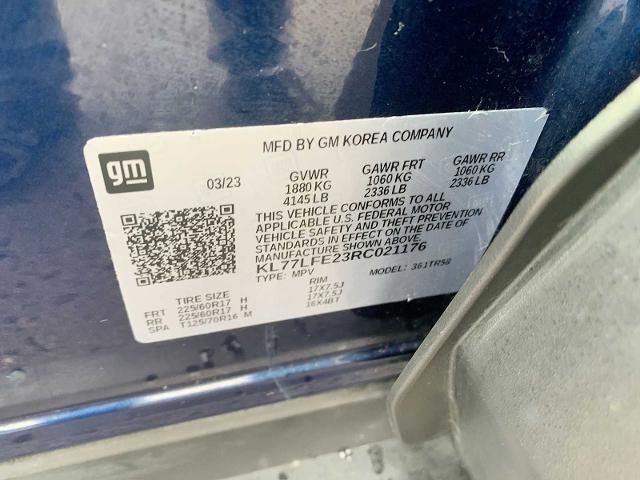 MFD BY GM KOREA COMPANY
gm
03/23
GVWR GAWR FRT GAWR RR
1880 KG 1060 KG 1060 KG
4145 LB 2336 LB 2336 LB
THIS VEHICLE CONFORMS TO ALL
APPLICABLE U.S. FEDERAL MOTOR
VEHICLE SAFETY AND THEFT PREVENTION
STANDARDS IN EFFECT ON THE DATE OF
MANUFACTURE SHOWN ABOVE.
KL77LFE23RC021176
TYPE: MPV MODEL: 361TR58
TIRE SIZE RIM
FRT 225/60R17 H 17X7.5J
RR 225/60R17 H 17X7.5J
SPA T125/70R16 M 16X4BT